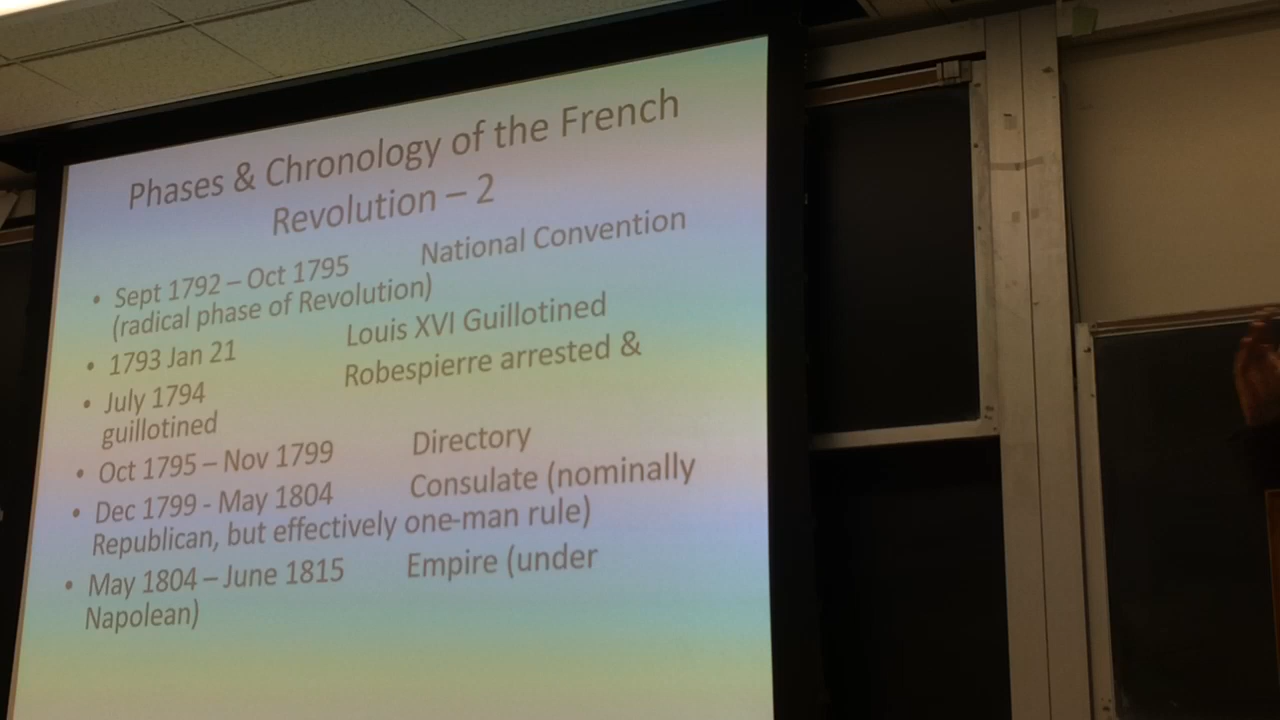 Phases & Chronology of the French
Revolution – 2
• Sept 1792 – Oct 1795 National Convention
(radical phase of Revolution)
• 1793 Jan 21 Louis XVI Guillotined
• July 1794 Robespierre arrested &
guillotined
• Oct 1795 – Nov 1799 Directory
• Dec 1799 - May 1804 Consulate (nominally
Republican, but effectively one-man rule)
• May 1804 – June 1815 Empire (under
Napolean)